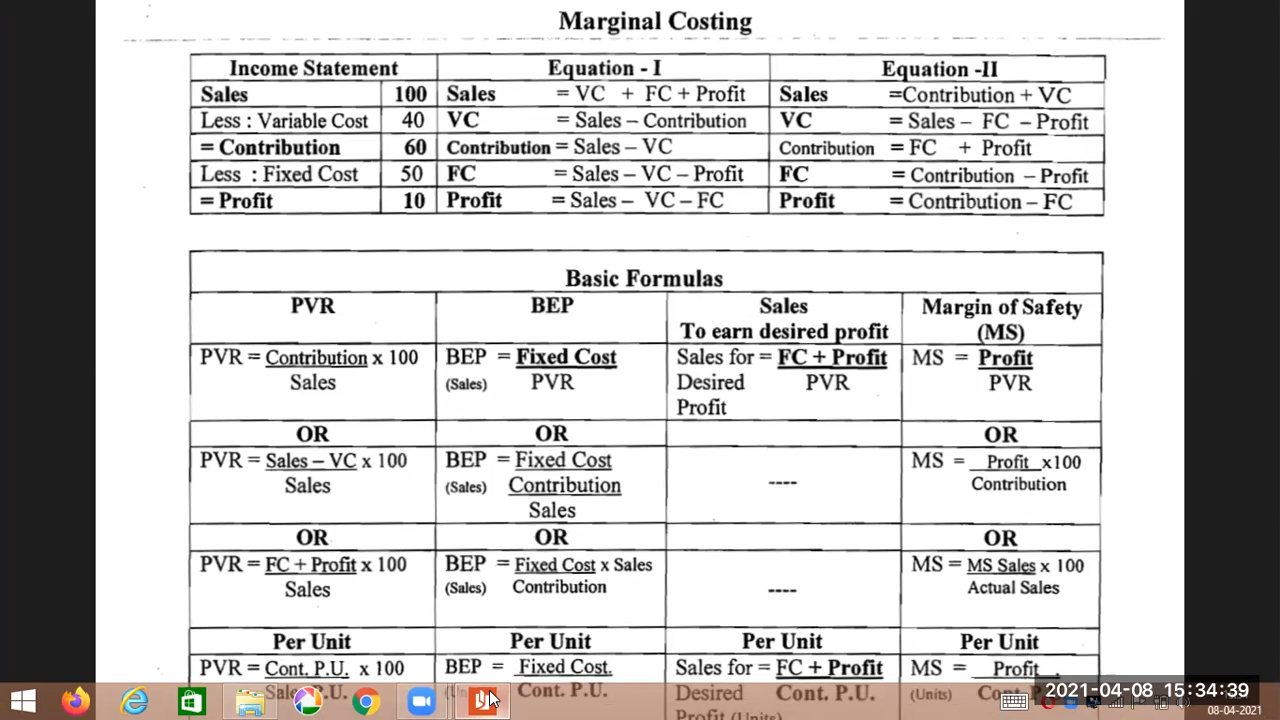 Marginal Costing
Income Statement Equation - I Equation -II
Sales 100 Sales = VC + FC + Profit Sales =Contribution + VC
Less : Variable Cost 40 VC = Sales – Contribution VC = Sales – FC – Profit
= Contribution 60 Contribution = Sales – VC Contribution = FC + Profit
Less : Fixed Cost 50 FC = Sales – VC – Profit FC = Contribution – Profit
= Profit 10 Profit = Sales – VC – FC Profit = Contribution – FC
Basic Formulas
PVR BEP Sales Margin of Safety
To earn desired profit (MS)
PVR = Contribution x 100 BEP = Fixed Cost Sales for = FC + Profit MS = Profit
Sales (Sales) PVR Desired PVR PVR
Profit
OR OR OR
PVR = Sales – VC x 100 BEP = Fixed Cost MS = Profit x100
Sales (Sales) Contribution ---- Contribution
Sales
OR OR OR
PVR = FC + Profit x 100 BEP = Fixed Cost x Sales MS = MS Sales x 100
Sales (Sales) Contribution ---- Actual Sales
Per Unit Per Unit Per Unit Per Unit
PVR = Cont. P.U. x 100 BEP = Fixed Cost. Sales for = FC + Profit MS = Profit
P.U. Cont. P.U. Desired Cont. P.U. (Units)
Profit (Units)
2021-04-08 15:34:39
08-04-2021